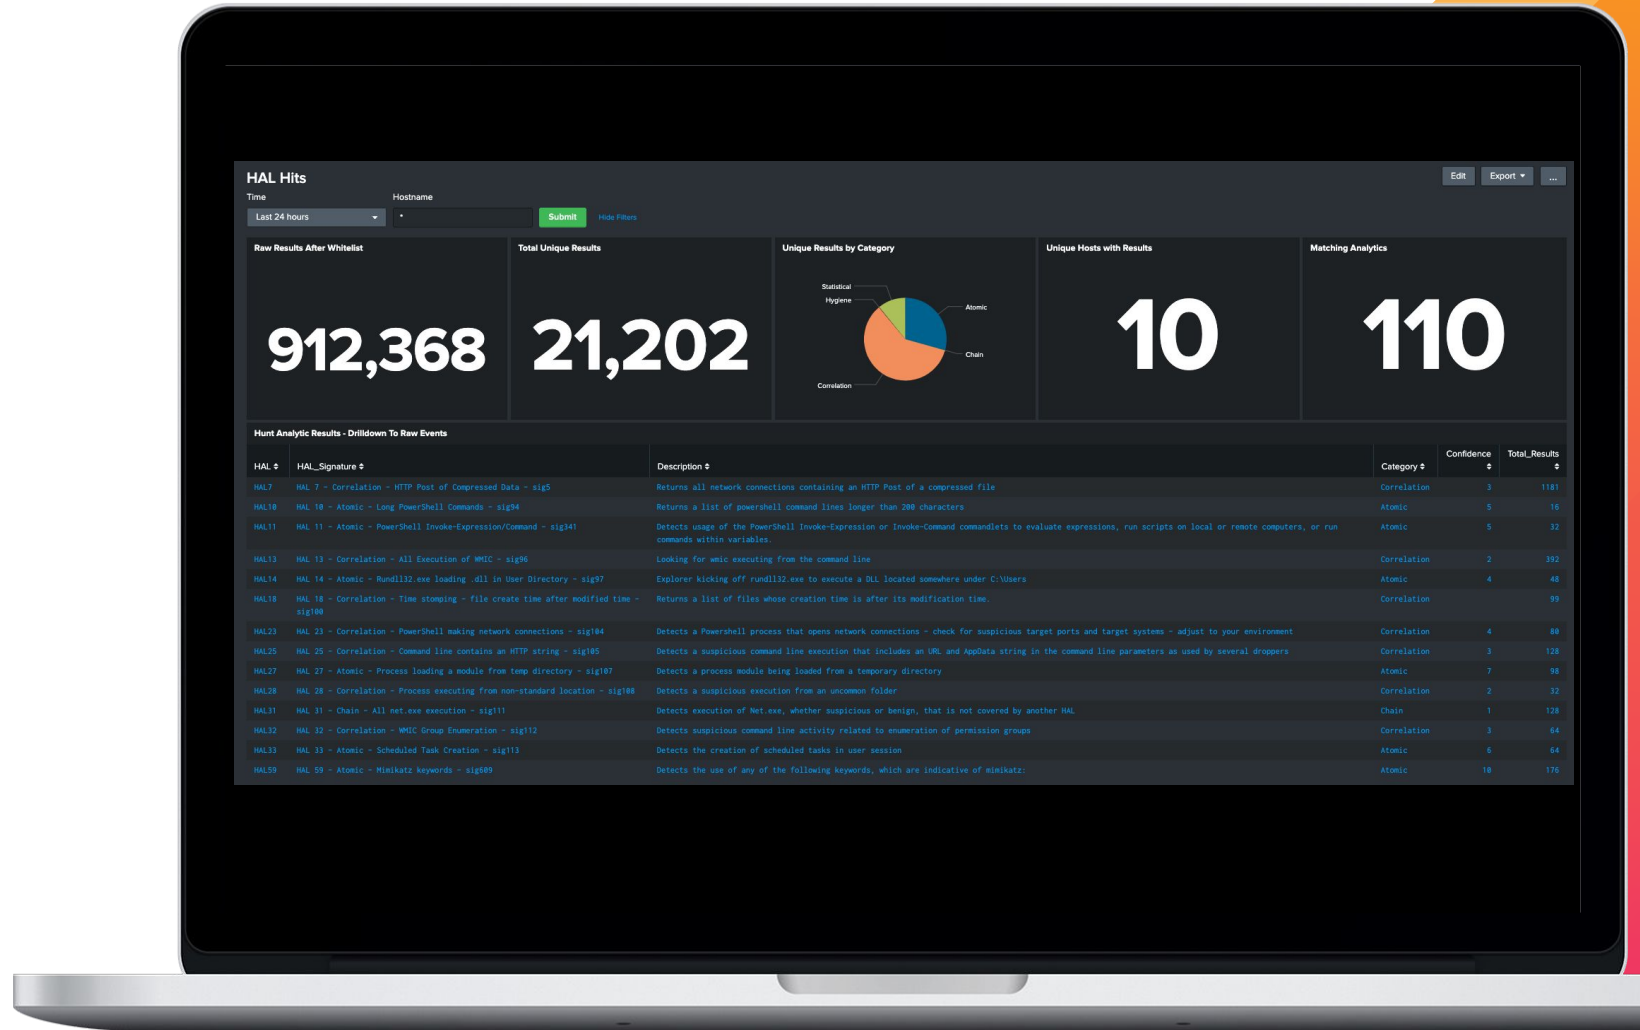 HAL Hits
Edit
Export
...
Time
Hostname
Last 24 hours
*
Submit
Hide Filters
Raw Results After Whitelist
Total Unique Results
Unique Results by Category
Unique Hosts with Results
Matching Analytics
912,368
21,202
Statistical
Hygiene
Atomic
Chain
Correlation
10
110
Hunt Analytic Results - Drilldown To Raw Events
HAL HAL_Signature Description Category Confidence Total_Results
HAL7 HAL 7 - Correlation - HTTP Post of Compressed Data - sig5 Returns all network connections containing an HTTP Post of a compressed file Correlation 3 1181
HAL10 HAL 10 - Atomic - Long PowerShell Commands - sig94 Returns a list of powershell command lines longer than 200 characters Atomic 5 16
HAL11 HAL 11 - Atomic - PowerShell Invoke-Expression/Command - sig341 Detects usage of the PowerShell Invoke-Expression or Invoke-Command commandlets to evaluate expressions, run scripts on local or remote computers, or run Atomic 5 32
commands within variables.
HAL13 HAL 13 - Correlation - All Execution of WMIC - sig96 Looking for wmic executing from the command line Correlation 2 392
HAL14 HAL 14 - Atomic - Rundll32.exe loading .dll in User Directory - sig97 Explorer kicking off rundll32.exe to execute a DLL located somewhere under C:\Users Atomic 4 48
HAL18 HAL 18 - Correlation - Time stomping - file create time after modified time - Returns a list of files whose creation time is after its modification time. Correlation 99
sig100
HAL23 HAL 23 - Correlation - PowerShell making network connections - sig104 Detects a Powershell process that opens network connections - check for suspicious target ports and target systems - adjust to your environment Correlation 4 80
HAL25 HAL 25 - Correlation - Command line contains an HTTP string - sig105 Detects a suspicious command line execution that includes an URL and AppData string in the command line parameters as used by several droppers Correlation 3 128
HAL27 HAL 27 - Atomic - Process loading a module from temp directory - sig107 Detects a process module being loaded from a temporary directory Atomic 7 98
HAL28 HAL 28 - Correlation - Process executing from non-standard location - sig108 Detects a suspicious execution from an uncommon folder Correlation 2 32
HAL31 HAL 31 - Chain - All net.exe execution - sig111 Detects execution of Net.exe, whether suspicious or benign, that is not covered by another HAL Chain 1 128
HAL32 HAL 32 - Correlation - WMIC Group Enumeration - sig112 Detects suspicious command line activity related to enumeration of permission groups Correlation 3 64
HAL33 HAL 33 - Atomic - Scheduled Task Creation - sig113 Detects the creation of scheduled tasks in user session Atomic 6 64
HAL59 HAL 59 - Atomic - Mimikatz keywords - sig609 Detects the use of any of the following keywords, which are indicative of mimikatz: Atomic 10 176